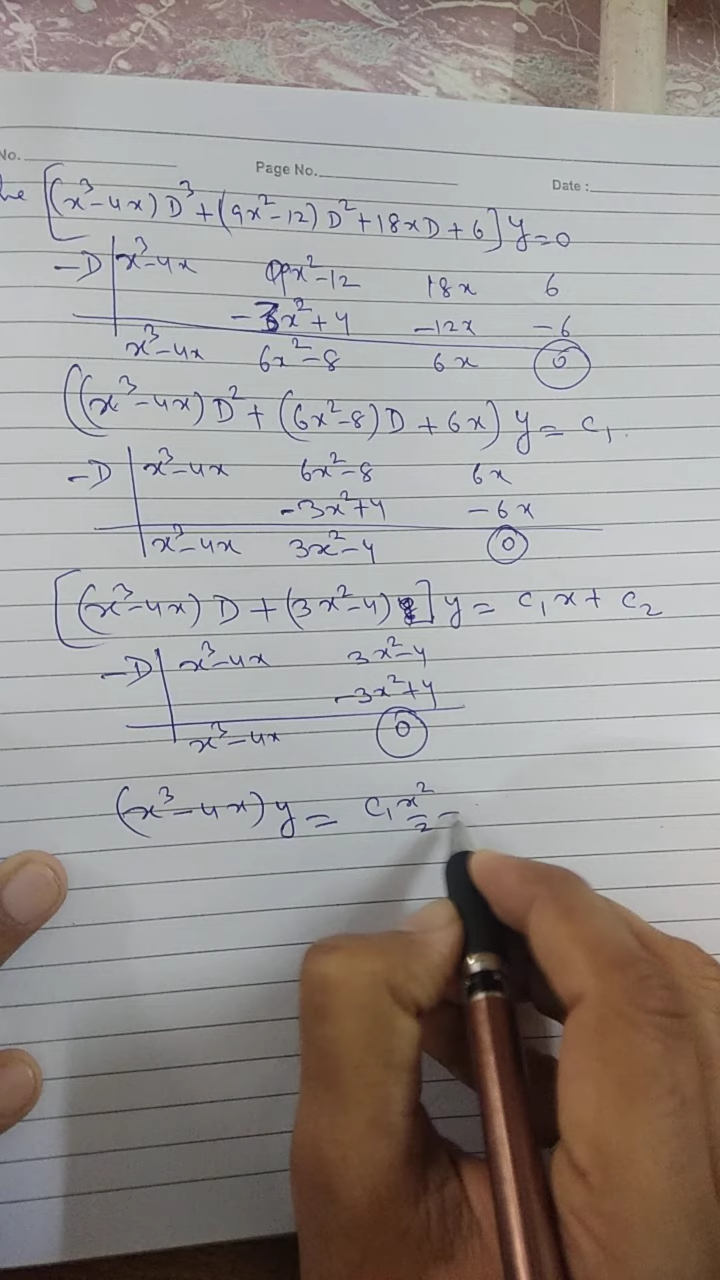 No.
Page No.
Date :
[(x³-4x) D³ + (9x²-12) D² + 18xD + 6] y = 0
-D | x³-4x 9x²-12 18x 6
-3x²+4 -12x -6
x³-4x 6x²-8 6x 0
((x³-4x) D² + (6x²-8) D + 6x) y = c₁.
-D | x³-4x 6x²-8 6x
-3x²+4 -6x
x³-4x 3x²-4 0
[(x³-4x) D + (3x²-4)] y = c₁x + c₂
-D | x³-4x 3x²-4
-3x²+4
x³-4x 0
(x³-4x) y = c₁ x²/2